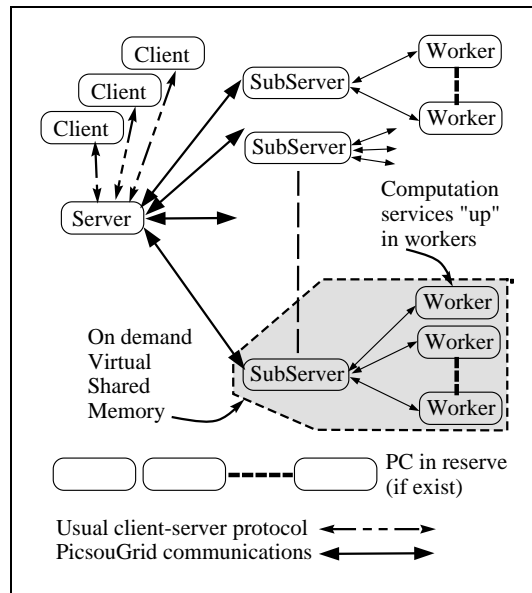 Client
Client
Client
SubServer
Worker
Worker
SubServer
Server
Computation
services "up"
in workers
Worker
On demand
Virtual
Shared
Memory
SubServer
Worker
Worker
PC in reserve
(if exist)
Usual client-server protocol
PicsouGrid communications